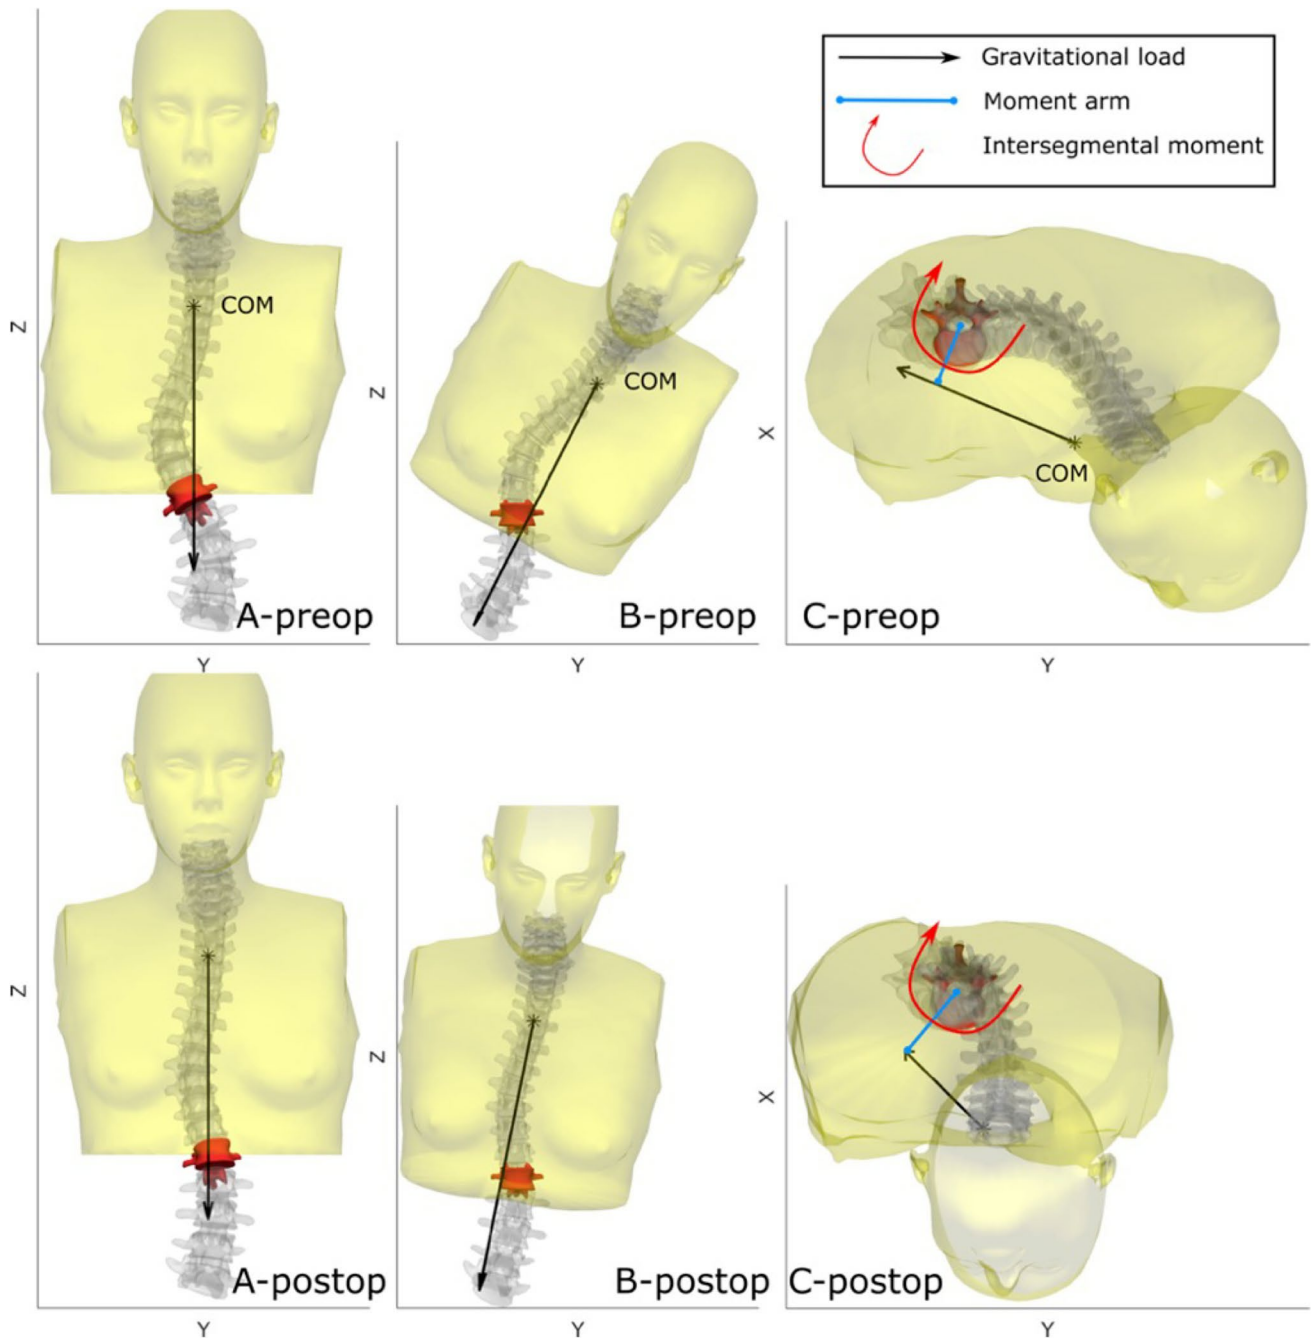 Gravitational load
Moment arm
Intersegmental moment
Z
COM
A-preop
Y
Z
COM
B-preop
Y
X
COM
C-preop
Y
Z
A-postop
Y
Z
B-postop
Y
X
C-postop
Y